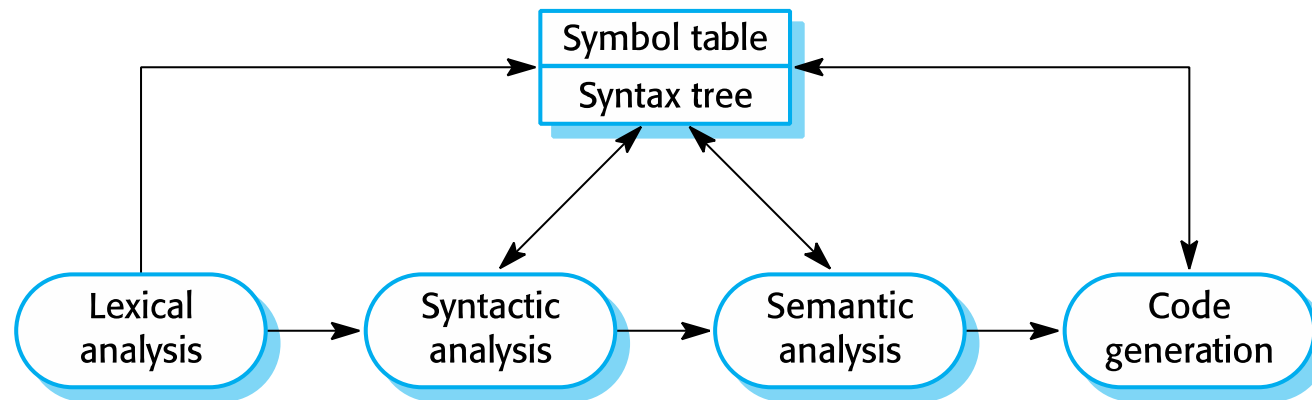 Symbol table
Syntax tree
Lexical
analysis
Syntactic
analysis
Semantic
analysis
Code
generation